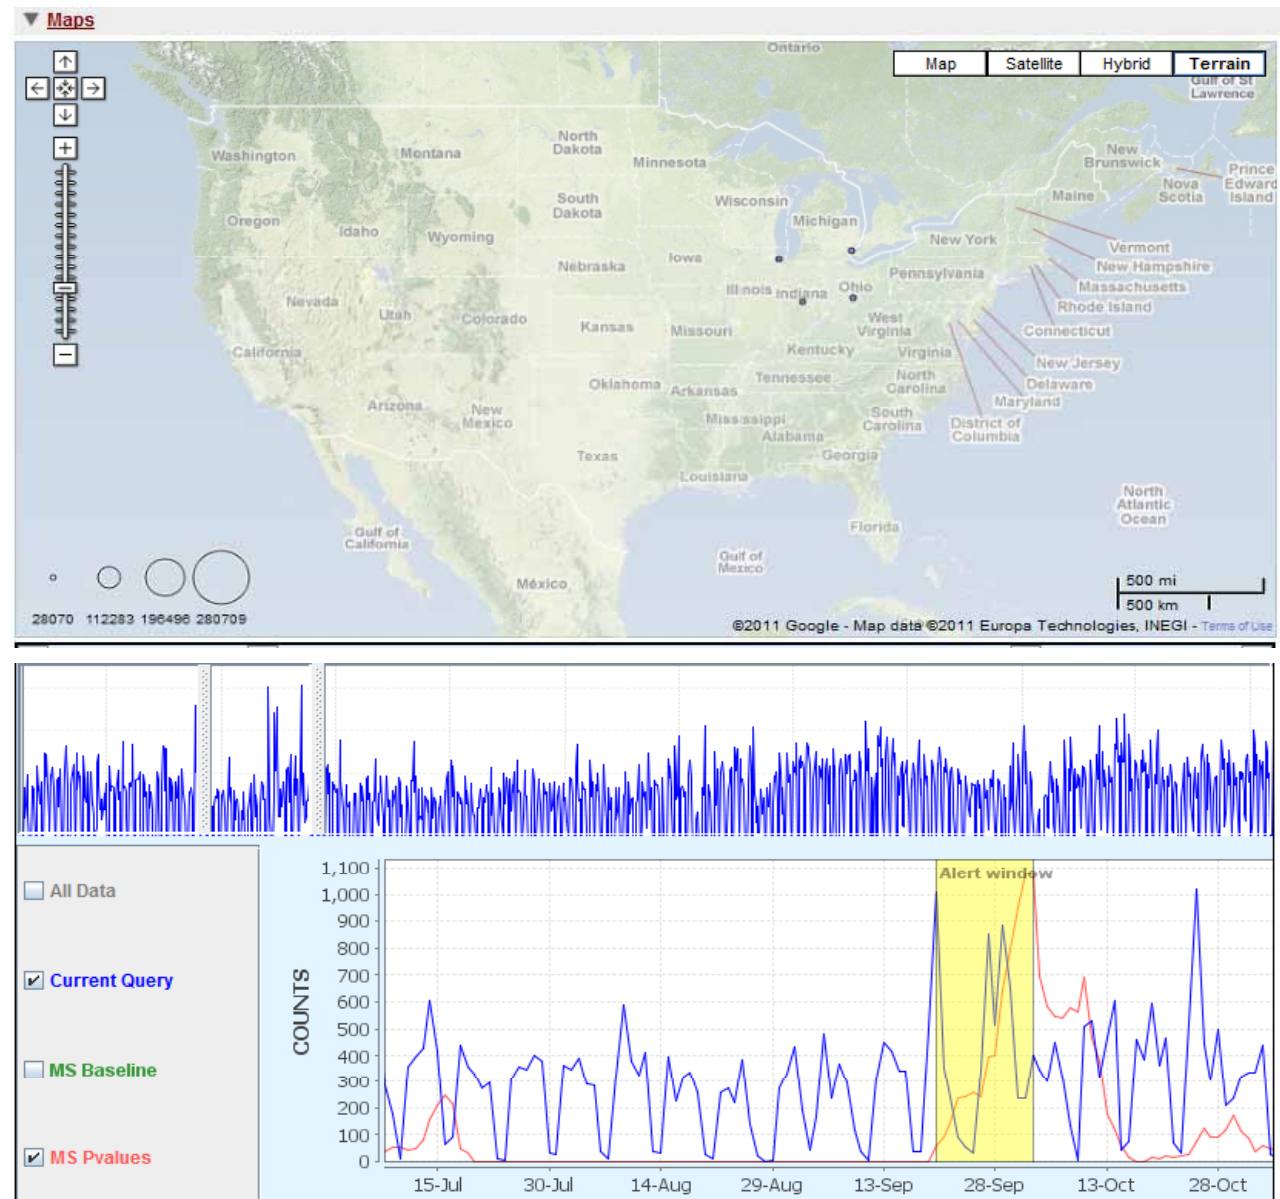 Maps
Ontario
Map Satellite Hybrid Terrain
Gulf of St
Lawrence
Washington
Montana
North
Dakota
Minnesota
New
Brunswick
Prince
Edward
Island
Nova
Scotia
Maine
Oregon
Idaho
Wyoming
South
Dakota
Wisconsin
Michigan
New York
Vermont
New Hampshire
Massachusetts
Rhode Island
Connecticut
Nebraska
Iowa
Illinois
Indiana
Ohio
Pennsylvania
Nevada
Utah
Colorado
Kansas
Missouri
West
Virginia
Kentucky
Virginia
New Jersey
Delaware
Maryland
District of
Columbia
California
Arizona
New
Mexico
Oklahoma
Arkansas
Tennessee
North
Carolina
South
Carolina
Mississippi
Alabama
Georgia
Texas
Louisiana
Florida
North
Atlantic
Ocean
Gulf of
California
Gulf of
Mexico
México
28070 112283 196496 280709
500 mi
500 km
©2011 Google - Map data ©2011 Europa Technologies, INEGI - Terms of Use
All Data
Current Query
MS Baseline
MS Pvalues
COUNTS
Alert window
1,100
1,000
900
800
700
600
500
400
300
200
100
0
15-Jul 30-Jul 14-Aug 29-Aug 13-Sep 28-Sep 13-Oct 28-Oct